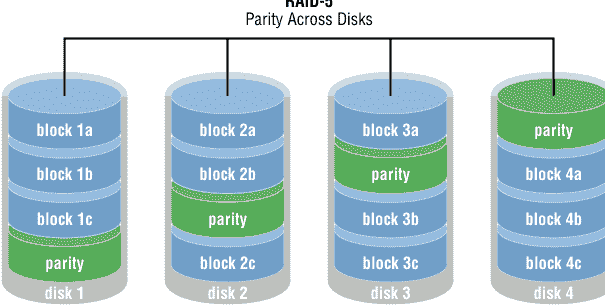 RAID-5
Parity Across Disks
block 1a
block 2a
block 3a
parity
block 1b
block 2b
parity
block 4a
block 1c
parity
block 3b
block 4b
parity
block 2c
block 3c
block 4c
disk 1
disk 2
disk 3
disk 4